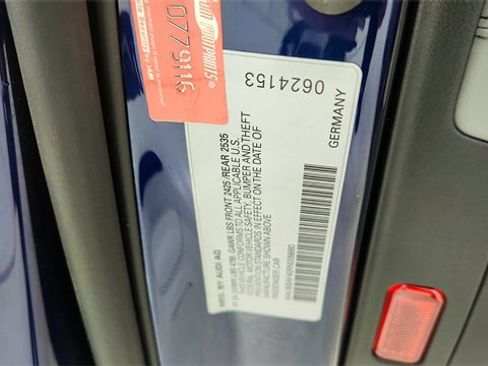 0779116
0624153
GERMANY
MFD. BY AUDI AG
GAWR LBS FRONT 2425 /REAR 2535
THIS VEHICLE CONFORMS TO ALL APPLICABLE U.S.
FEDERAL MOTOR VEHICLE SAFETY, BUMPER AND THEFT
PREVENTION STANDARDS IN EFFECT ON THE DATE OF
MANUFACTURE SHOWN ABOVE
PASSENGER CAR